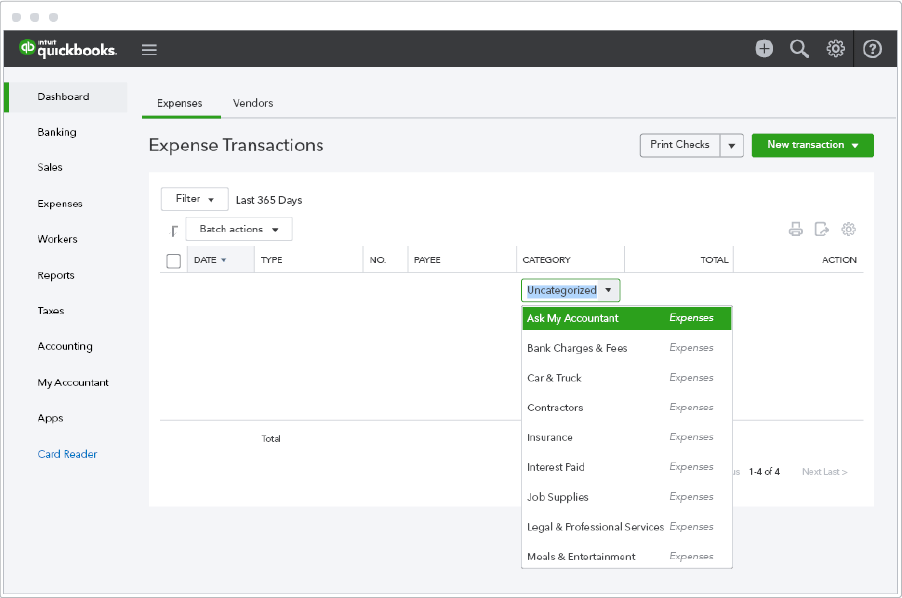 intuit
quickbooks.
Dashboard
Banking
Sales
Expenses
Workers
Reports
Taxes
Accounting
My Accountant
Apps
Card Reader
Expenses Vendors
Expense Transactions
Print Checks New transaction
Filter Last 365 Days
Batch actions
DATE TYPE NO. PAYEE CATEGORY TOTAL ACTION
Uncategorized
Ask My Accountant Expenses
Bank Charges & Fees Expenses
Car & Truck Expenses
Contractors Expenses
Insurance Expenses
Interest Paid Expenses
Job Supplies Expenses
Legal & Professional Services Expenses
Meals & Entertainment Expenses
Total
1-4 of 4 Next Last >